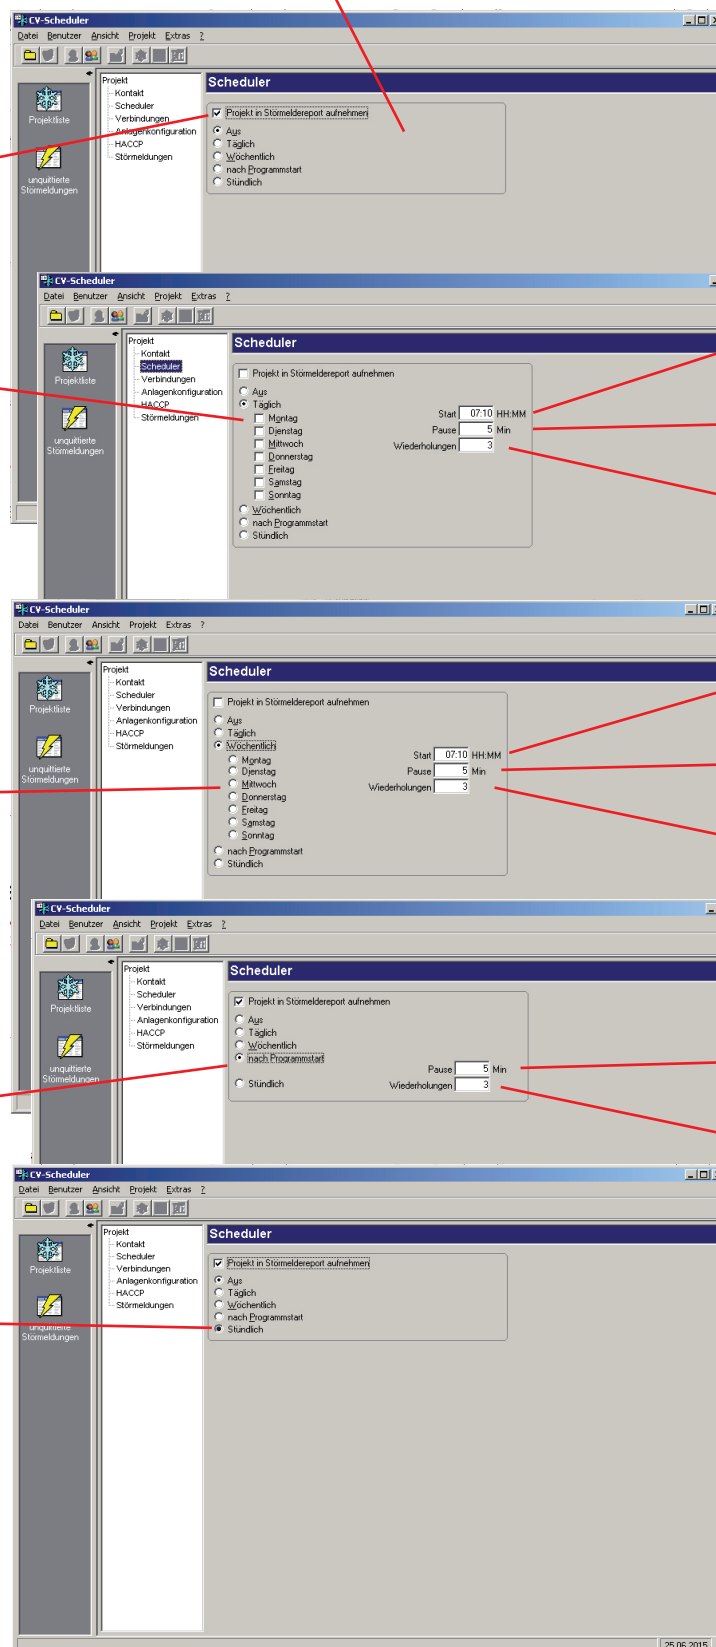 CV-Scheduler
Datei Benutzer Ansicht Projekt Extras ?
Projektliste
unquittierte
Störmeldungen
Projekt
Kontakt
Scheduler
Verbindungen
Anlagenkonfiguration
HACCP
Störmeldungen
Scheduler
Projekt in Störmeldereport aufnehmen
Aus
Täglich
Wöchentlich
nach Programmstart
Stündlich
CV-Scheduler
Datei Benutzer Ansicht Projekt Extras ?
Projektliste
unquittierte
Störmeldungen
Projekt
Kontakt
Scheduler
Verbindungen
Anlagenkonfiguration
HACCP
Störmeldungen
Scheduler
Projekt in Störmeldereport aufnehmen
Aus
Täglich
Montag
Dienstag
Mittwoch
Donnerstag
Freitag
Samstag
Sonntag
Start 07:10 HH:MM
Pause 5 Min
Wiederholungen 3
Wöchentlich
nach Programmstart
Stündlich
CV-Scheduler
Datei Benutzer Ansicht Projekt Extras ?
Projektliste
unquittierte
Störmeldungen
Projekt
Kontakt
Scheduler
Verbindungen
Anlagenkonfiguration
HACCP
Störmeldungen
Scheduler
Projekt in Störmeldereport aufnehmen
Aus
Täglich
Wöchentlich
Montag
Dienstag
Mittwoch
Donnerstag
Freitag
Samstag
Sonntag
Start 07:10 HH:MM
Pause 5 Min
Wiederholungen 3
nach Programmstart
Stündlich
CV-Scheduler
Datei Benutzer Ansicht Projekt Extras ?
Projektliste
unquittierte
Störmeldungen
Projekt
Kontakt
Scheduler
Verbindungen
Anlagenkonfiguration
HACCP
Störmeldungen
Scheduler
Projekt in Störmeldereport aufnehmen
Aus
Täglich
Wöchentlich
nach Programmstart
Stündlich
Pause 5 Min
Wiederholungen 3
CV-Scheduler
Datei Benutzer Ansicht Projekt Extras ?
Projektliste
unquittierte
Störmeldungen
Projekt
Kontakt
Scheduler
Verbindungen
Anlagenkonfiguration
HACCP
Störmeldungen
Scheduler
Projekt in Störmeldereport aufnehmen
Aus
Täglich
Wöchentlich
nach Programmstart
Stündlich
25.06.2015